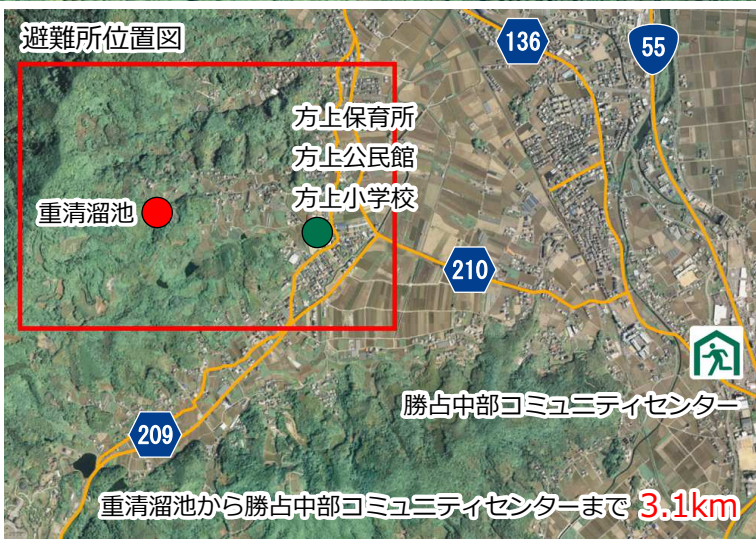 避難所位置図
136
55
方上保育所
方上公民館
方上小学校
重清溜池
210
勝占中部コミュニティセンター
209
重清溜池から勝占中部コミュニティセンターまで 3.1km